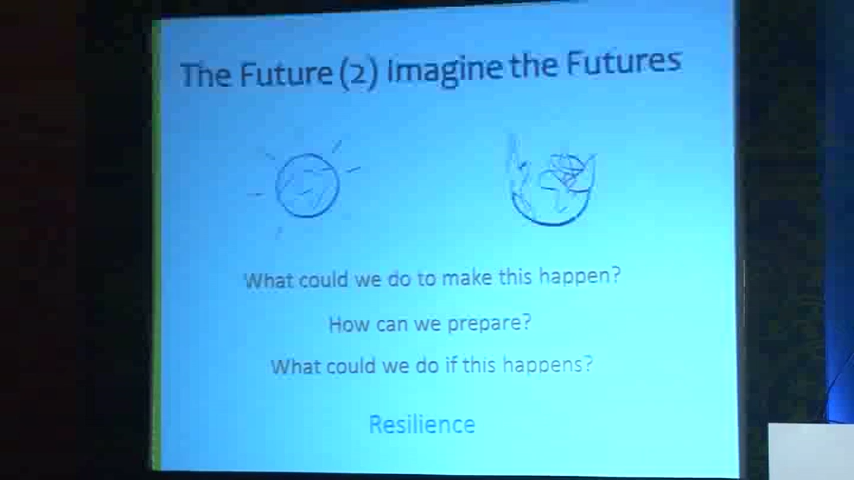 The Future (2) Imagine the Futures
What could we do to make this happen?
How can we prepare?
What could we do if this happens?
Resilience